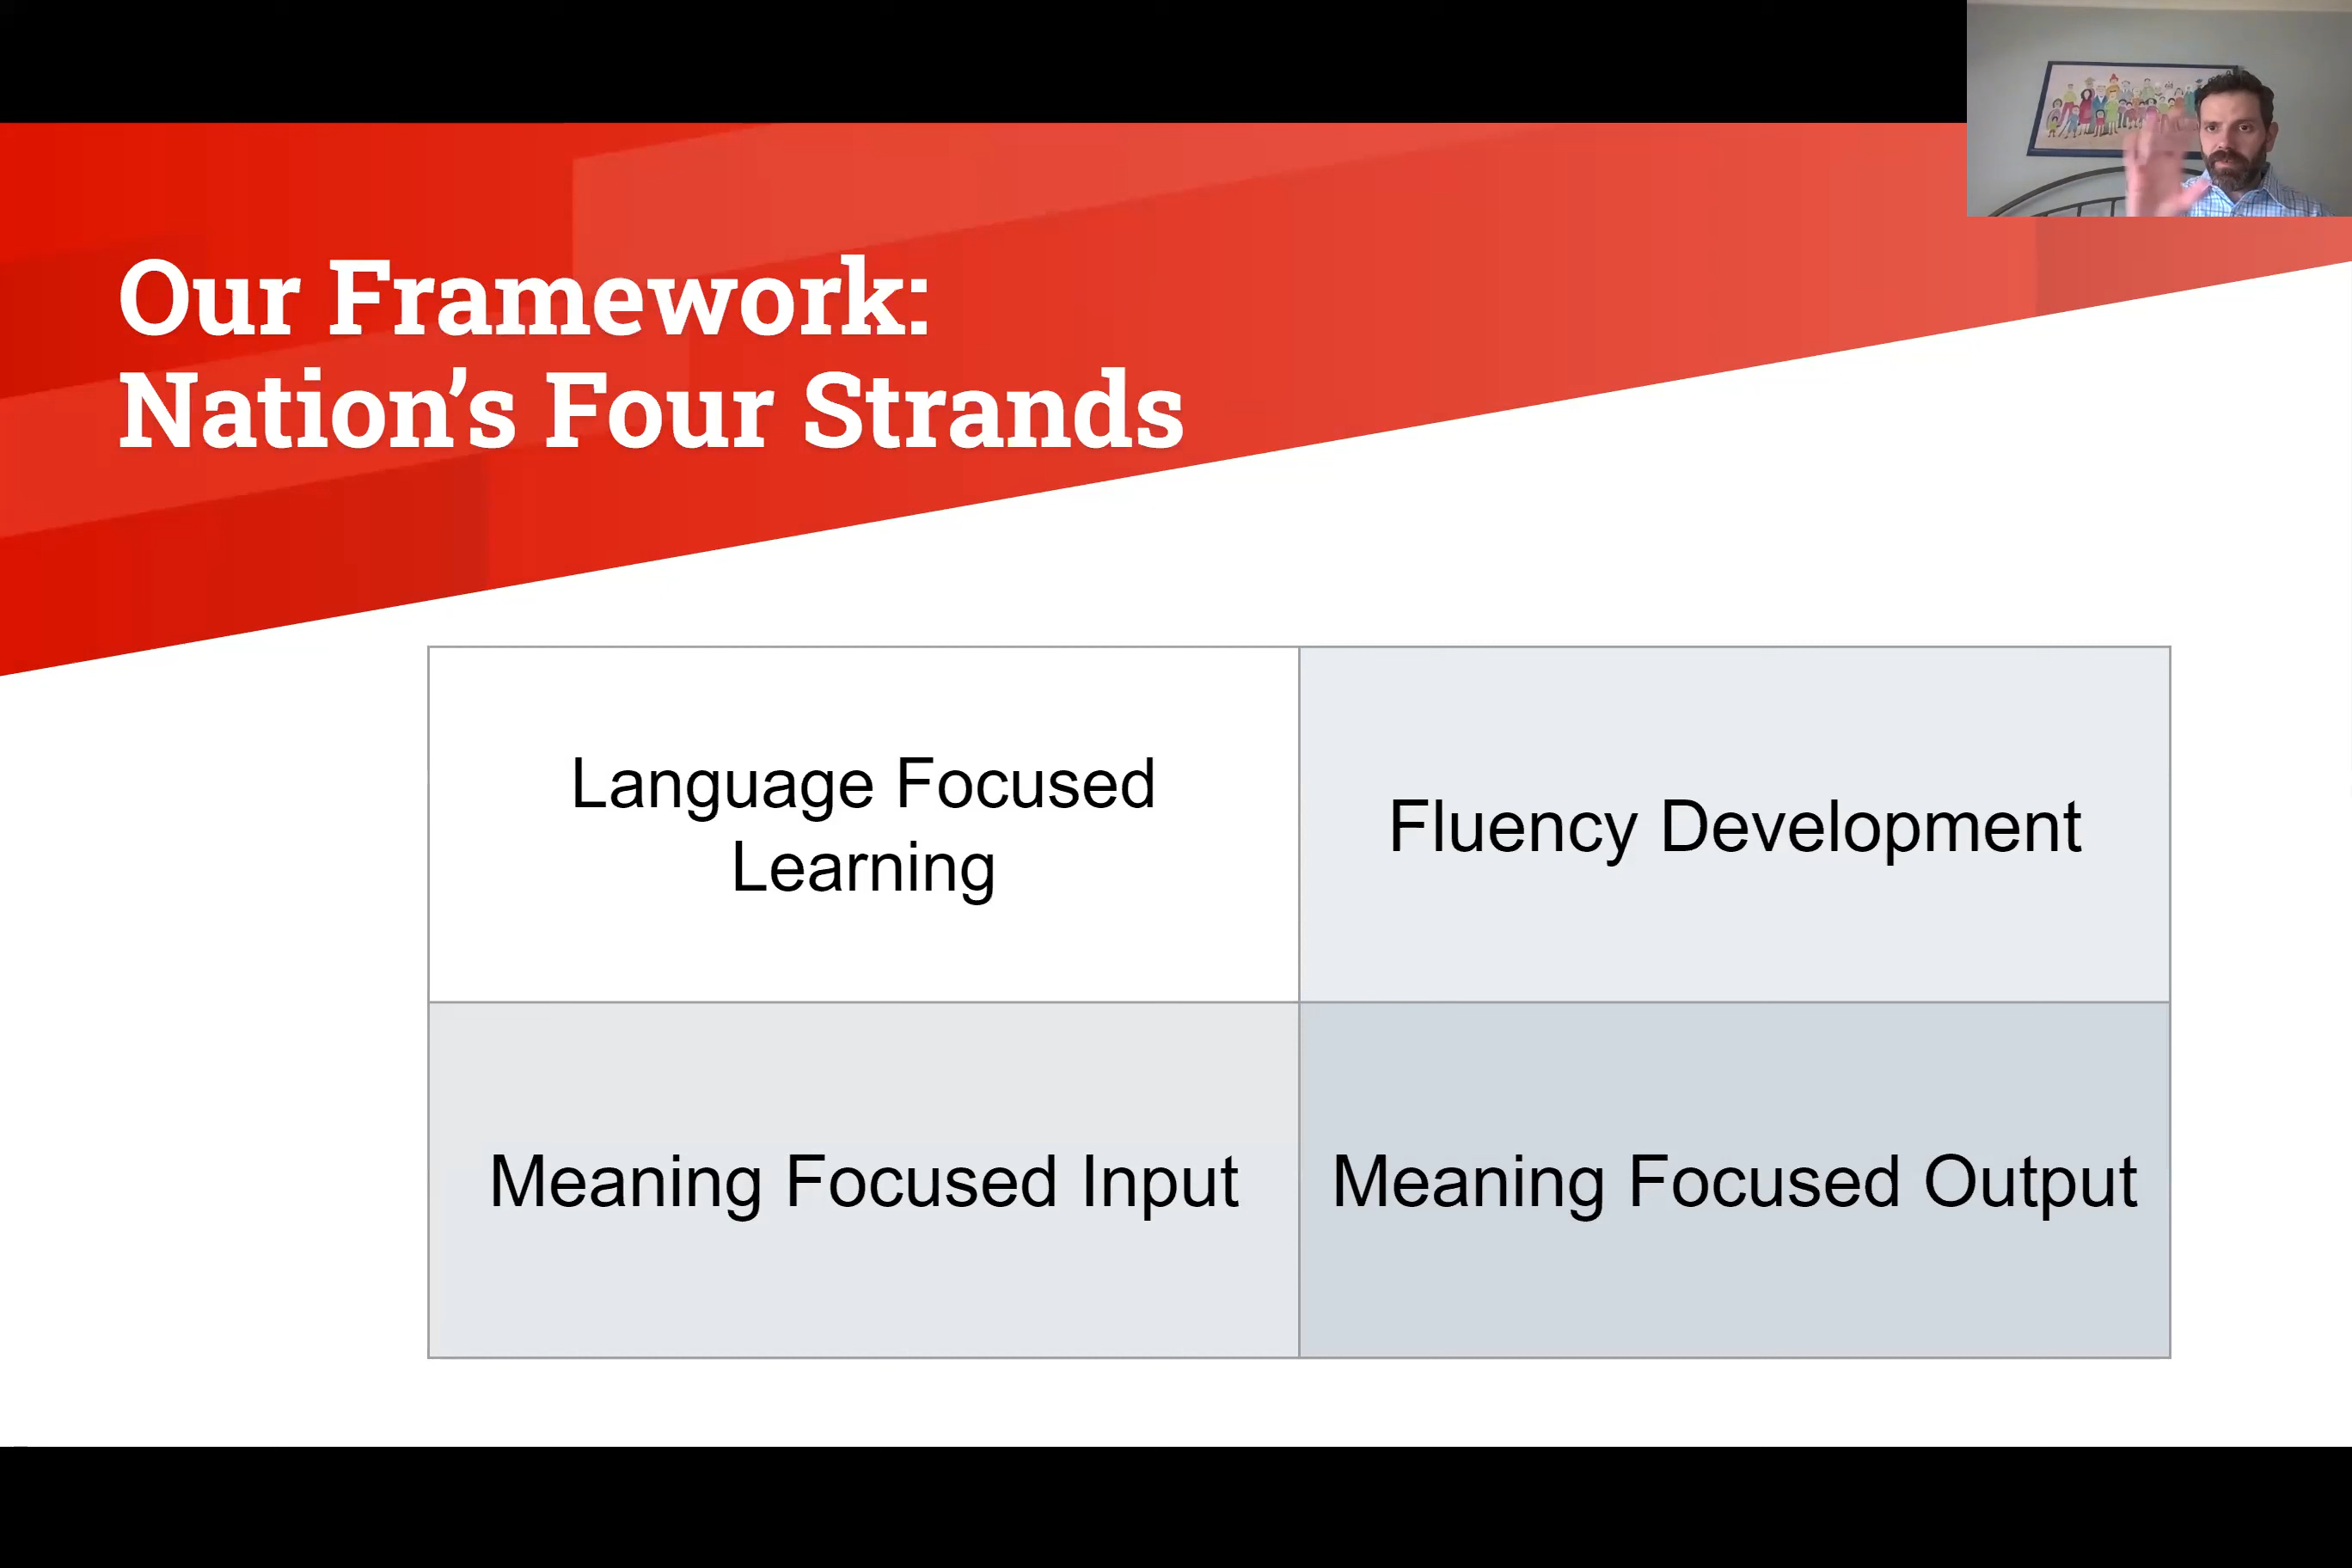 Our Framework:
Nation’s Four Strands
Language Focused
Learning
Fluency Development
Meaning Focused Input
Meaning Focused Output